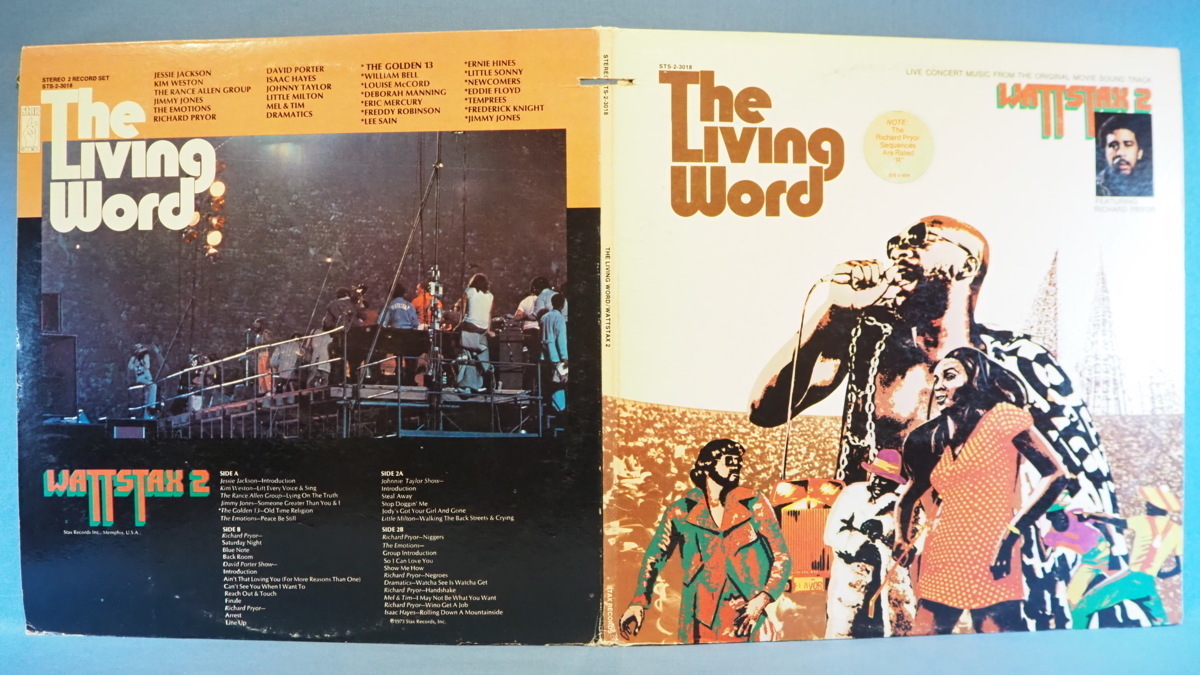 STEREO 2 RECORD SET
STS-2-3018
JESSIE JACKSON
KIM WESTON
THE RANCE ALLEN GROUP
JIMMY JONES
THE EMOTIONS
RICHARD PRYOR
DAVID PORTER
ISAAC HAYES
JOHNNY TAYLOR
LITTLE MILTON
MEL & TIM
DRAMATICS
* THE GOLDEN 13
*WILLIAM BELL
*LOUISE McCORD
*DEBORAH MANNING
*ERIC MERCURY
*FREDDY ROBINSON
*LEE SAIN
*ERNIE HINES
*LITTLE SONNY
*NEWCOMERS
*EDDIE FLOYD
*TEMPREES
*FREDERICK KNIGHT
*JIMMY JONES
The
Living
Word
WATTSTAX 2
Stax Records Inc., Memphis, U.S.A.
SIDE A
Jessie Jackson—Introduction
Kim Weston—Lift Every Voice & Sing
The Rance Allen Group—Lying On The Truth
Jimmy Jones—Someone Greater Than You & I
*The Golden 13—Old Time Religion
The Emotions—Peace Be Still
SIDE B
Richard Pryor—
Saturday Night
Blue Note
Back Room
David Porter Show—
Introduction
Ain't That Loving You (For More Reasons Than One)
Can't See You When I Want To
Reach Out & Touch
Finale
Richard Pryor—
Arrest
Line Up
SIDE 2A
Johnnie Taylor Show—
Introduction
Steal Away
Stop Doggin' Me
Jody's Got Your Girl And Gone
Little Milton—Walking The Back Streets & Crying
SIDE 2B
Richard Pryor—Niggers
The Emotions—
Group Introduction
So I Can Love You
Show Me How
Richard Pryor—Negroes
Dramatics—Watcha See Is Watcha Get
Richard Pryor—Handshake
Mel & Tim—I May Not Be What You Want
Richard Pryor—Wino Get A Job
Isaac Hayes—Rolling Down A Mountainside
©1973 Stax Records, Inc.
STEREO STS-2-3018
THE LIVING WORD/WATTSTAX 2
STAX RECORDS
STS-2-3018
The
Living
Word
LIVE CONCERT MUSIC FROM THE ORIGINAL MOVIE SOUND TRACK
WATTSTAX 2
NOTE:
The
Richard Pryor
Sequences
Are Rated
"R"
FEATURING
RICHARD PRYOR